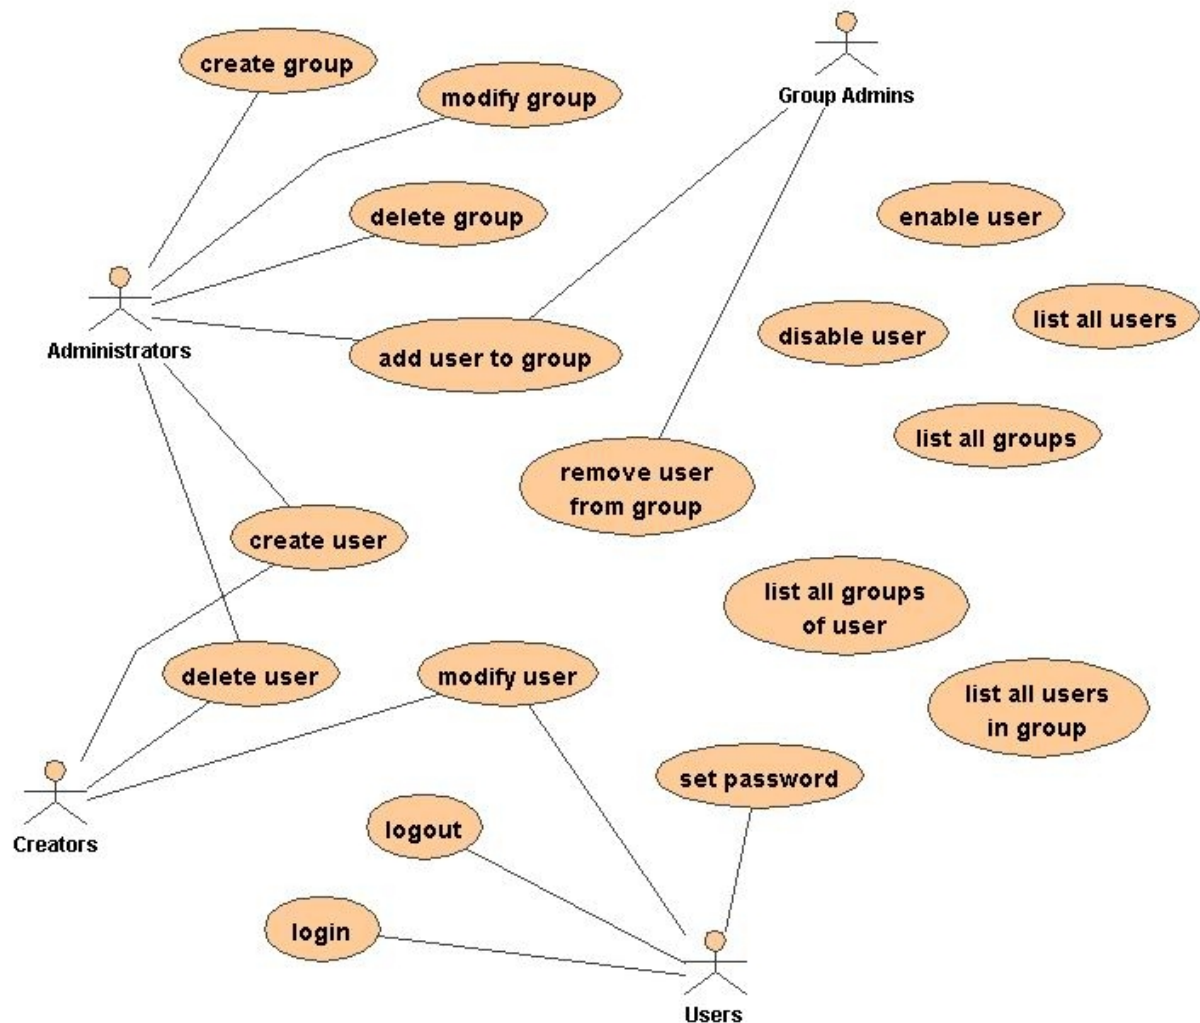 create group
modify group
Group Admins
delete group
enable user
list all users
disable user
Administrators
add user to group
list all groups
remove user
from group
create user
list all groups
of user
delete user
modify user
list all users
in group
set password
Creators
logout
login
Users